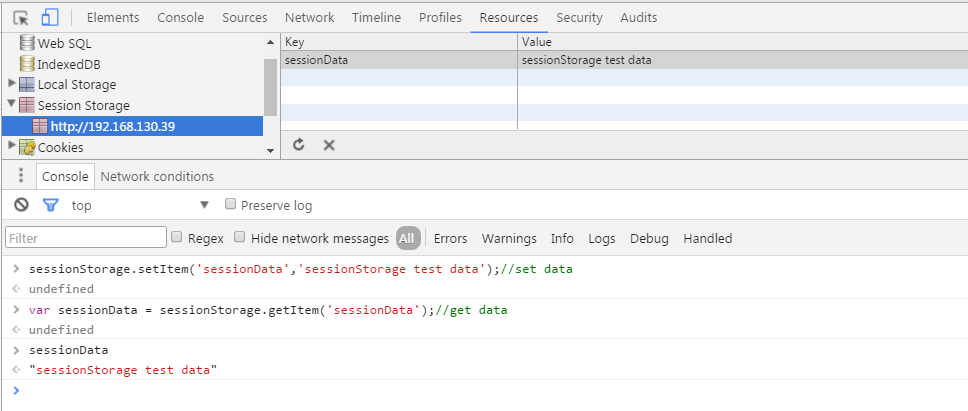 Elements Console Sources Network Timeline Profiles Resources Security Audits
Web SQL
IndexedDB
Local Storage
Session Storage
http://192.168.130.39
Cookies
Key Value
sessionData sessionStorage test data
Console Network conditions
top Preserve log
Filter Regex Hide network messages All Errors Warnings Info Logs Debug Handled
> sessionStorage.setItem('sessionData','sessionStorage test data');//set data
undefined
> var sessionData = sessionStorage.getItem('sessionData');//get data
undefined
> sessionData
"sessionStorage test data"
>